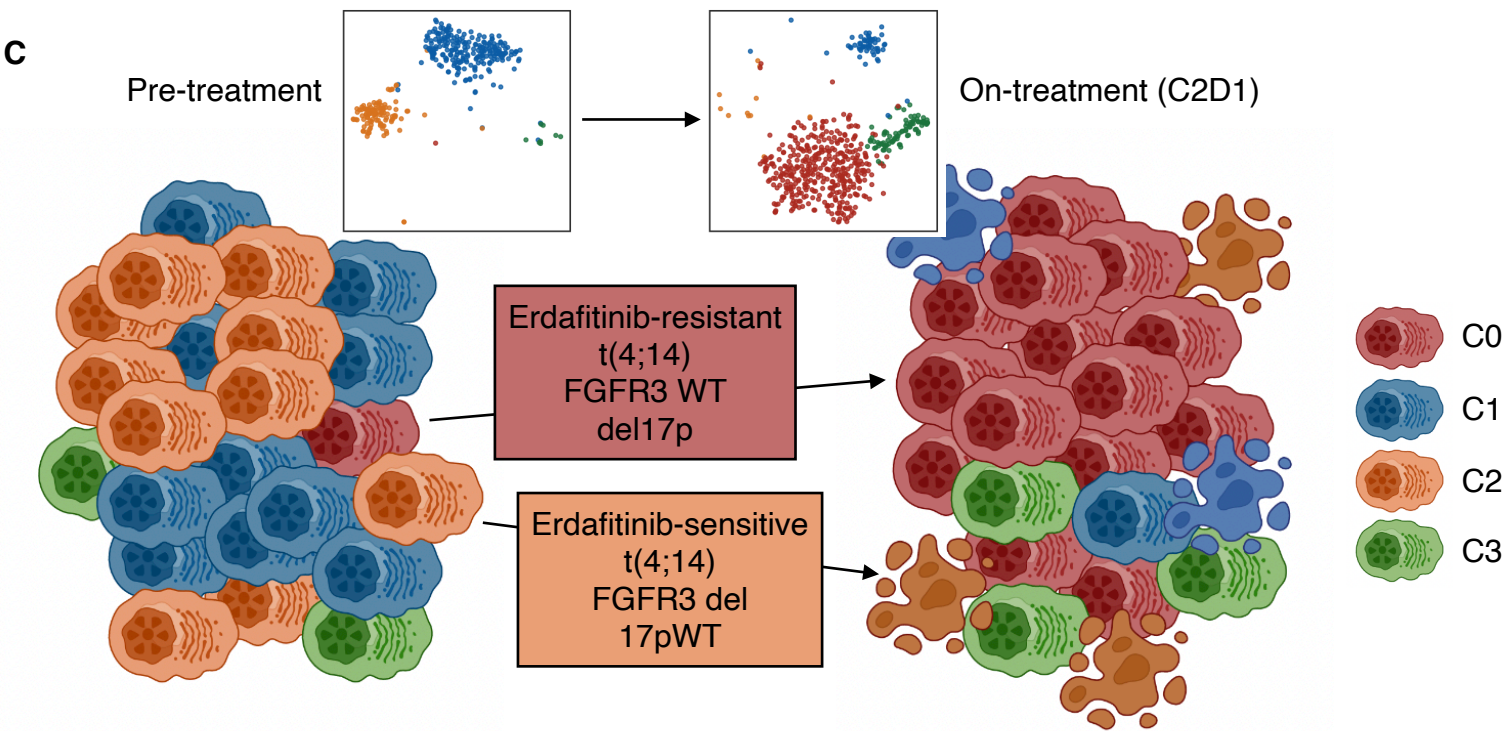 C
Pre-treatment
On-treatment (C2D1)
Erdafitinib-resistant
t(4;14)
FGFR3 WT
del17p
Erdafitinib-sensitive
t(4;14)
FGFR3 del
17pWT
C0
C1
C2
C3